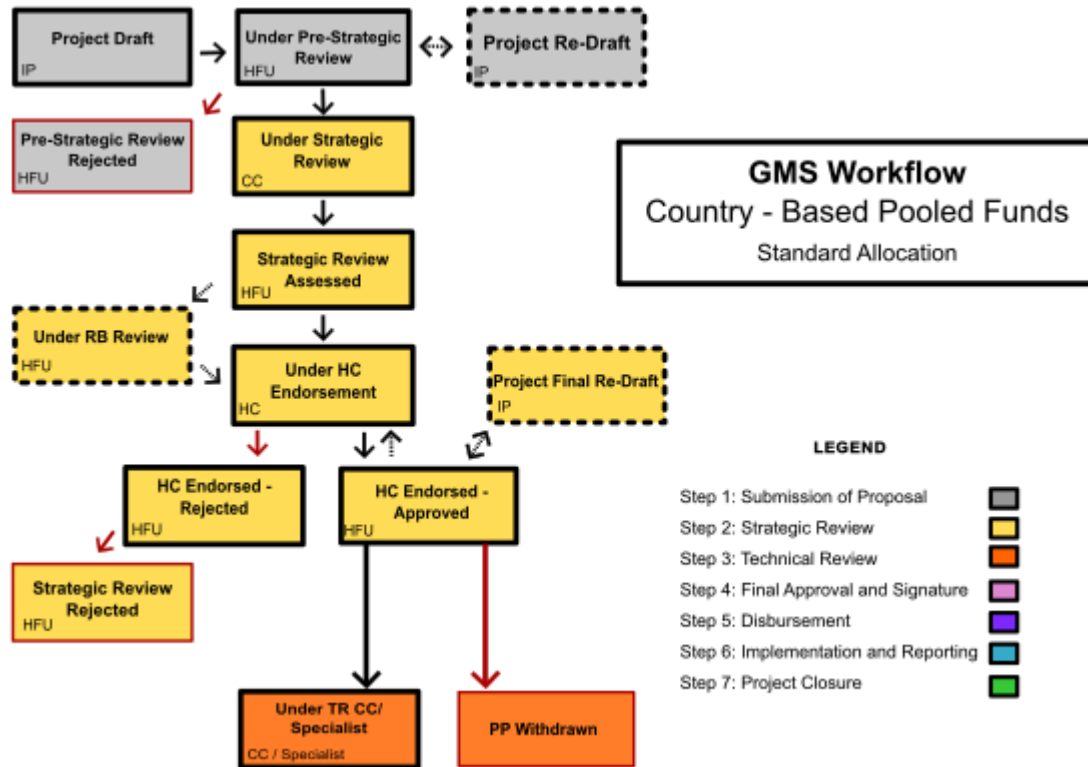 Project Draft
IP
Under Pre-Strategic
Review
HFU
Project Re-Draft
IP
Pre-Strategic Review
Rejected
HFU
Under Strategic
Review
CC
GMS Workflow
Country - Based Pooled Funds
Standard Allocation
Strategic Review
Assessed
HFU
Under RB Review
HFU
Under HC
Endorsement
HC
Project Final Re-Draft
IP
HC Endorsed -
Rejected
HFU
HC Endorsed -
Approved
HFU
Strategic Review
Rejected
HFU
Under TR CC/
Specialist
CC / Specialist
PP Withdrawn
LEGEND
Step 1: Submission of Proposal
Step 2: Strategic Review
Step 3: Technical Review
Step 4: Final Approval and Signature
Step 5: Disbursement
Step 6: Implementation and Reporting
Step 7: Project Closure